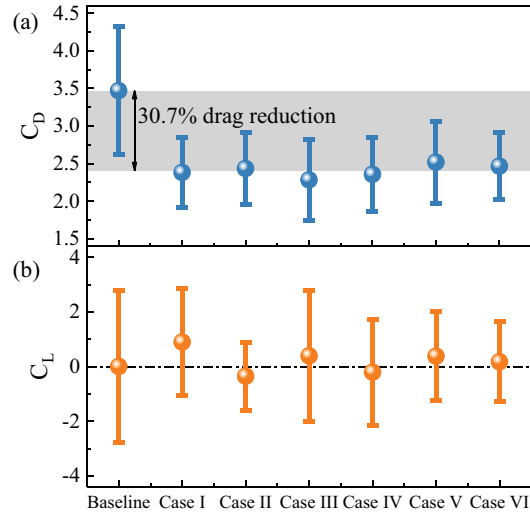 (a)
4.5
4.0
3.5
3.0
2.5
2.0
1.5
C_D
30.7% drag reduction
(b)
4
2
0
-2
-4
C_L
Baseline Case I Case II Case III Case IV Case V Case VI